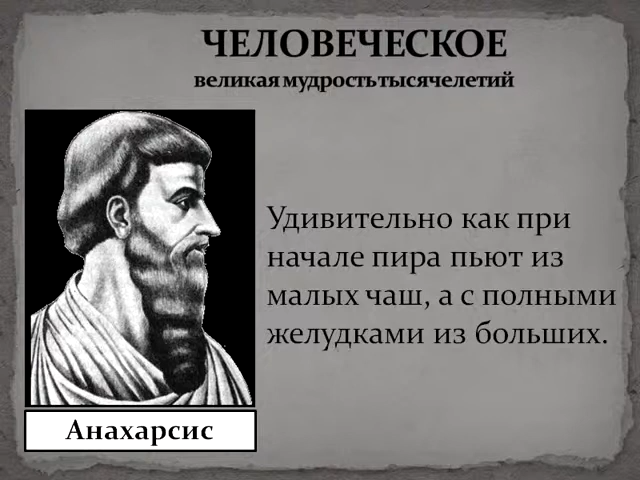 ЧЕЛОВЕЧЕСКОЕ
великая мудрость тысячелетий
Удивительно как при
начале пира пьют из
малых чаш, а с полными
желудками из больших.
Анахарсис